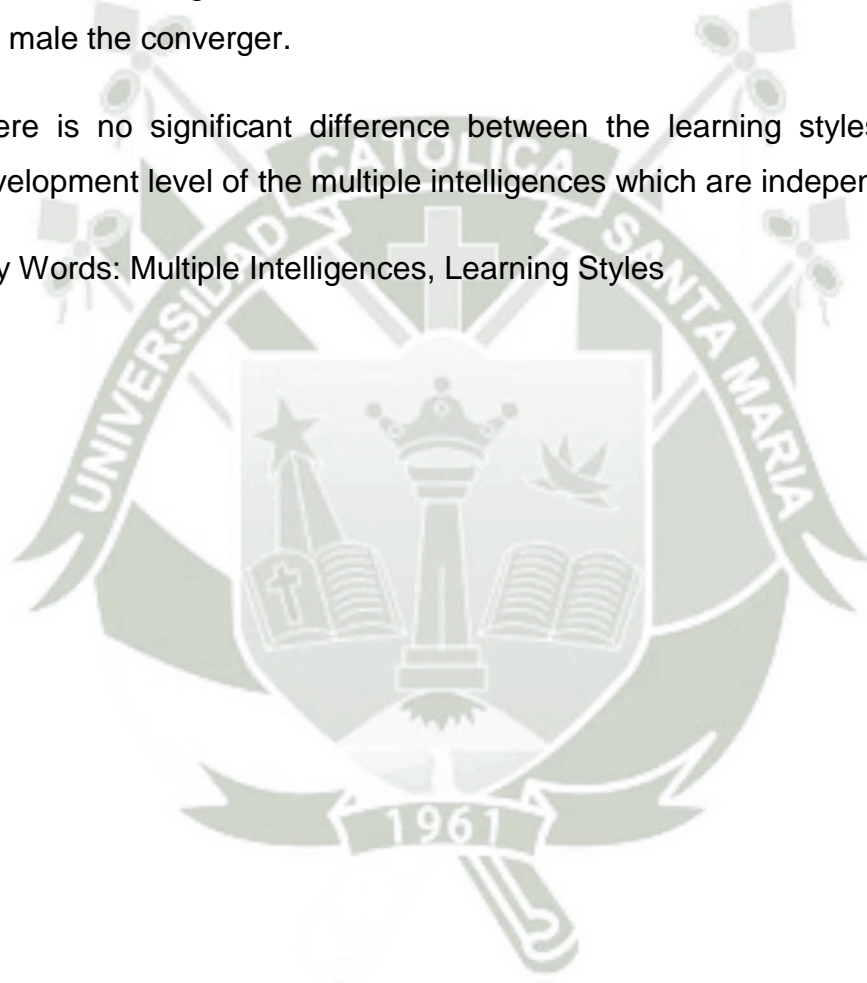 male the converger.
ere is no significant difference between the learning styles
velopment level of the multiple intelligences which are indepen
y Words: Multiple Intelligences, Learning Styles
UNIVERSIDAD CATOLICA SANTA MARIA
1961